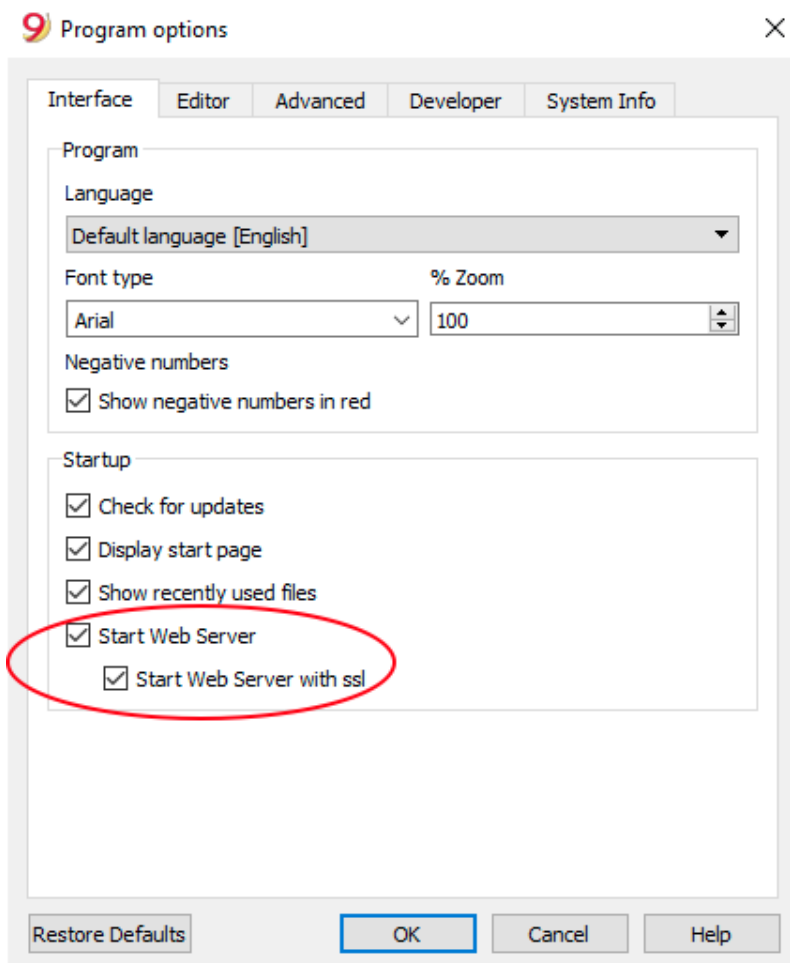 9 Program options
Interface Editor Advanced Developer System Info
Program
Language
Default language [English]
Font type % Zoom
Arial 100
Negative numbers
Show negative numbers in red
Startup
Check for updates
Display start page
Show recently used files
Start Web Server
Start Web Server with ssl
Restore Defaults OK Cancel Help